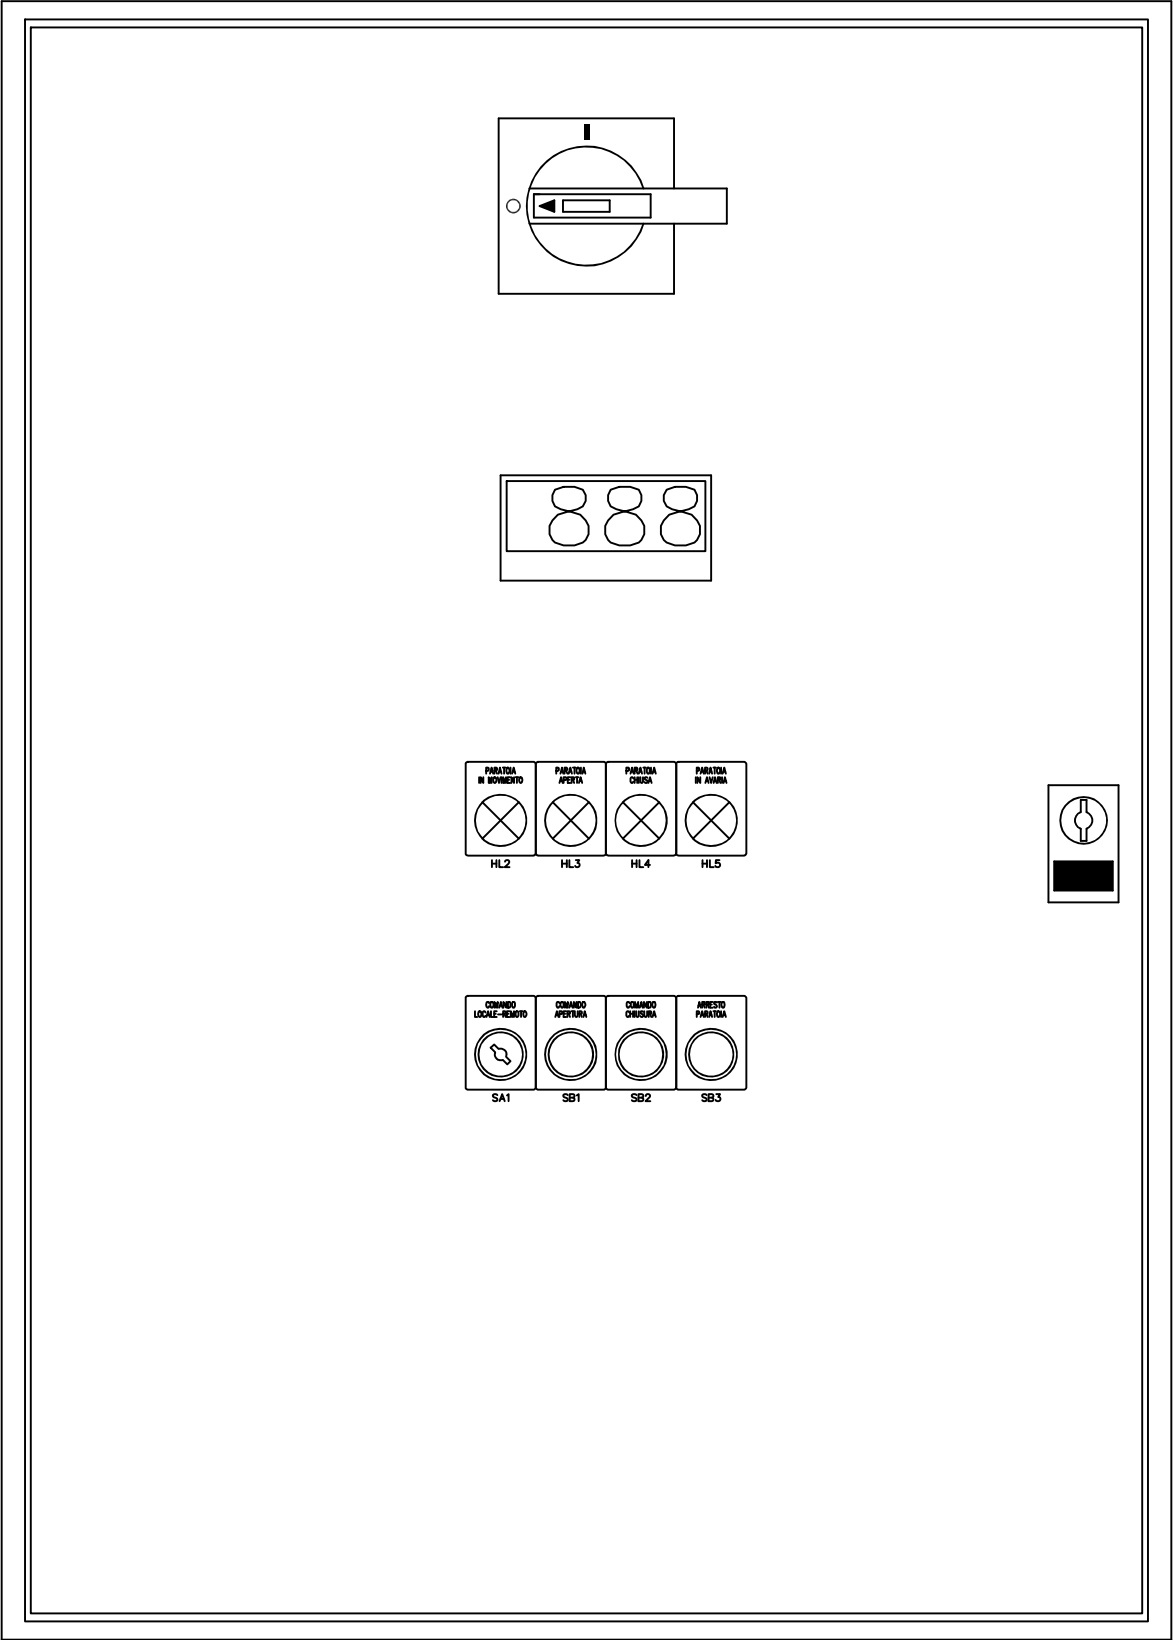 PARATOIA
IN MOVIMENTO
PARATOIA
APERTA
PARATOIA
CHIUSA
PARATOIA
IN AVARIA
HL2
HL3
HL4
HL5
COMANDO
LOCALE-REMOTO
COMANDO
APERTURA
COMANDO
CHIUSURA
ARRESTO
PARATOIA
SA1
SB1
SB2
SB3